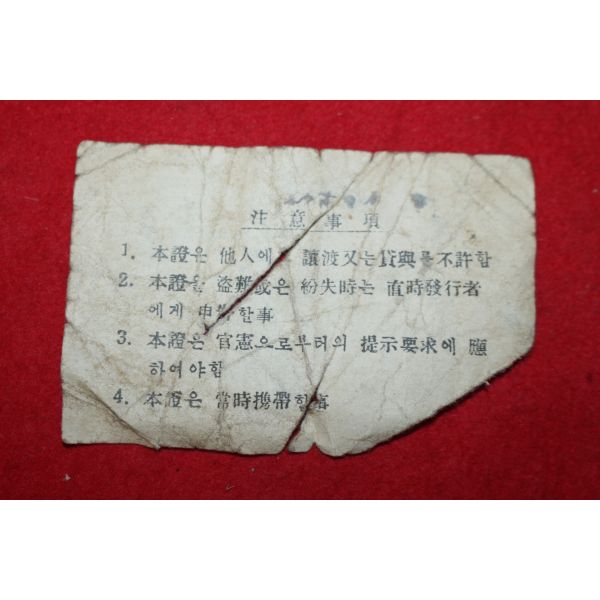 注意事項
1. 本證은 他人에 讓渡又는 貸與를 不許함
2. 本證을 盜難或은 紛失時는 直時發行者
에게 申告할事
3. 本證은 官憲으로부터의 提示要求에 應
하여야함
4. 本證은 當時携帶할事